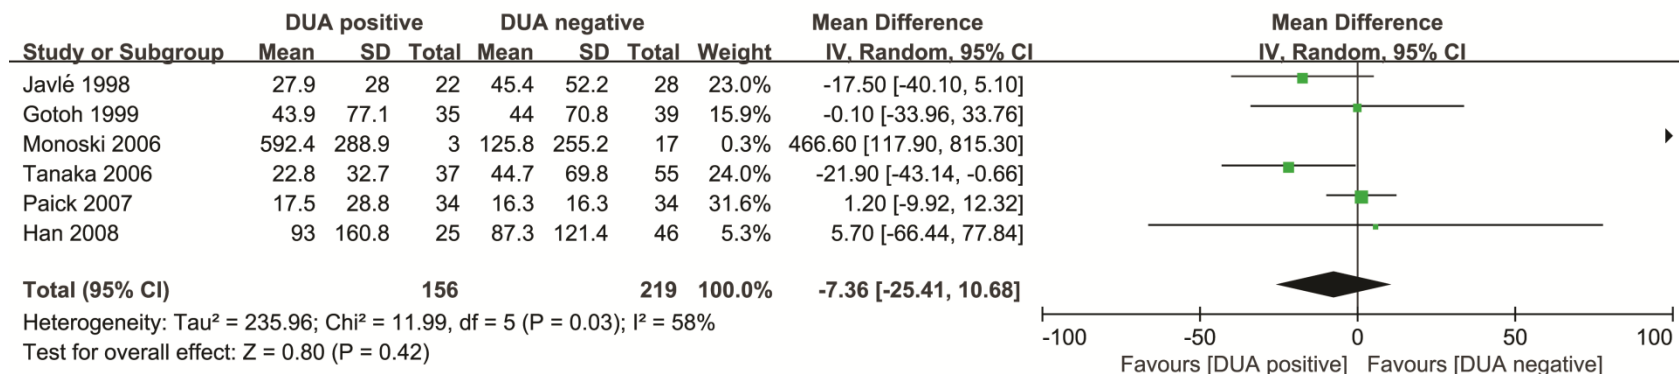 DUA positive DUA negative Mean Difference Mean Difference
Study or Subgroup Mean SD Total Mean SD Total Weight IV, Random, 95% CI IV, Random, 95% CI
Javlé 1998 27.9 28 22 45.4 52.2 28 23.0% -17.50 [-40.10, 5.10]
Gotoh 1999 43.9 77.1 35 44 70.8 39 15.9% -0.10 [-33.96, 33.76]
Monoski 2006 592.4 288.9 3 125.8 255.2 17 0.3% 466.60 [117.90, 815.30]
Tanaka 2006 22.8 32.7 37 44.7 69.8 55 24.0% -21.90 [-43.14, -0.66]
Paick 2007 17.5 28.8 34 16.3 16.3 34 31.6% 1.20 [-9.92, 12.32]
Han 2008 93 160.8 25 87.3 121.4 46 5.3% 5.70 [-66.44, 77.84]
Total (95% CI) 156 219 100.0% -7.36 [-25.41, 10.68]
Heterogeneity: Tau² = 235.96; Chi² = 11.99, df = 5 (P = 0.03); I² = 58%
Test for overall effect: Z = 0.80 (P = 0.42)
-100 -50 0 50 100
Favours [DUA positive] Favours [DUA negative]